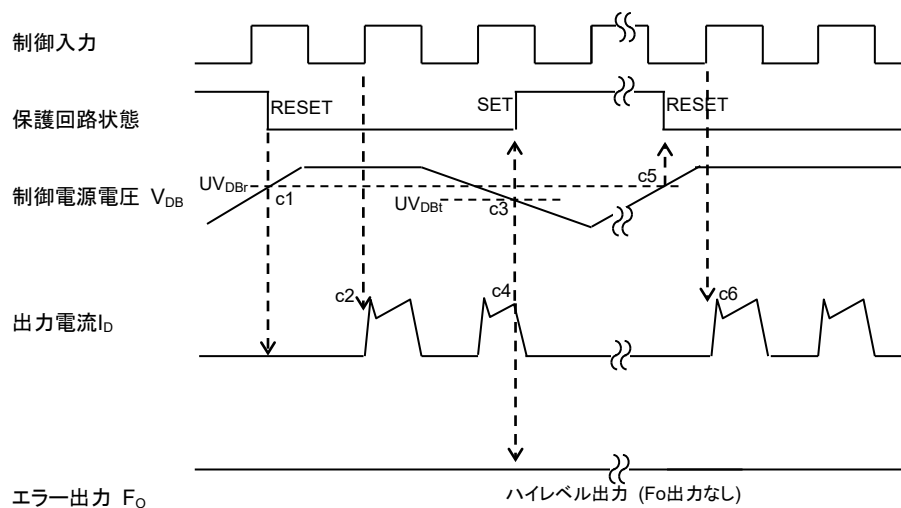 制御入力
保護回路状態
RESET
SET
RESET
制御電源電圧 VDB
UVDBr
c1
UVDBt
c3
c5
出力電流ID
c2
c4
c6
エラー出力 FO
ハイレベル出力 (Fo出力なし)